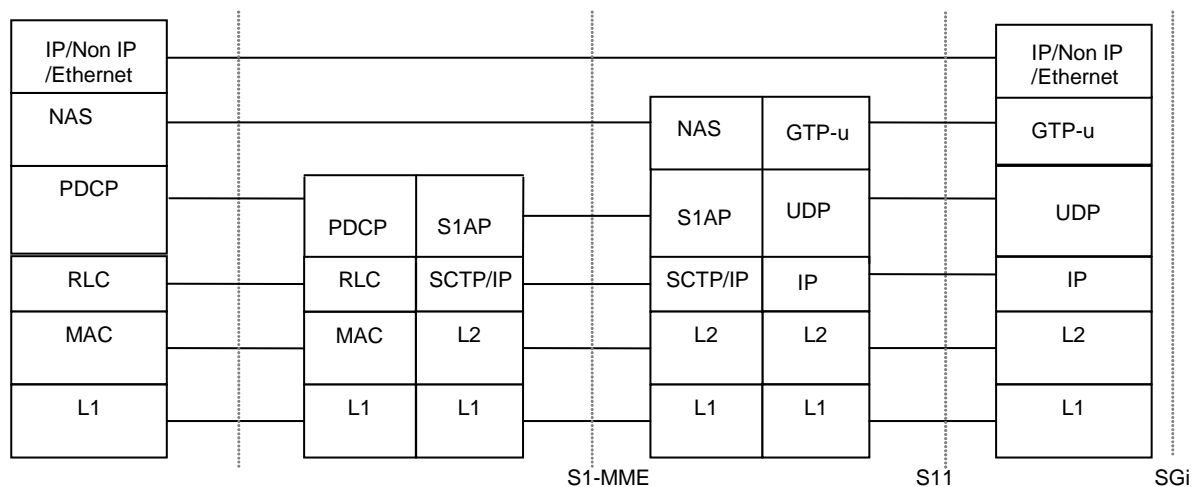 IP/Non IP
/Ethernet
NAS
PDCP
RLC
MAC
L1
PDCP
S1AP
RLC
SCTP/IP
MAC
L2
L1
L1
NAS
GTP-u
S1AP
UDP
SCTP/IP
IP
L2
L2
L1
L1
IP/Non IP
/Ethernet
GTP-u
UDP
IP
L2
L1
S1-MME
S11
SGi